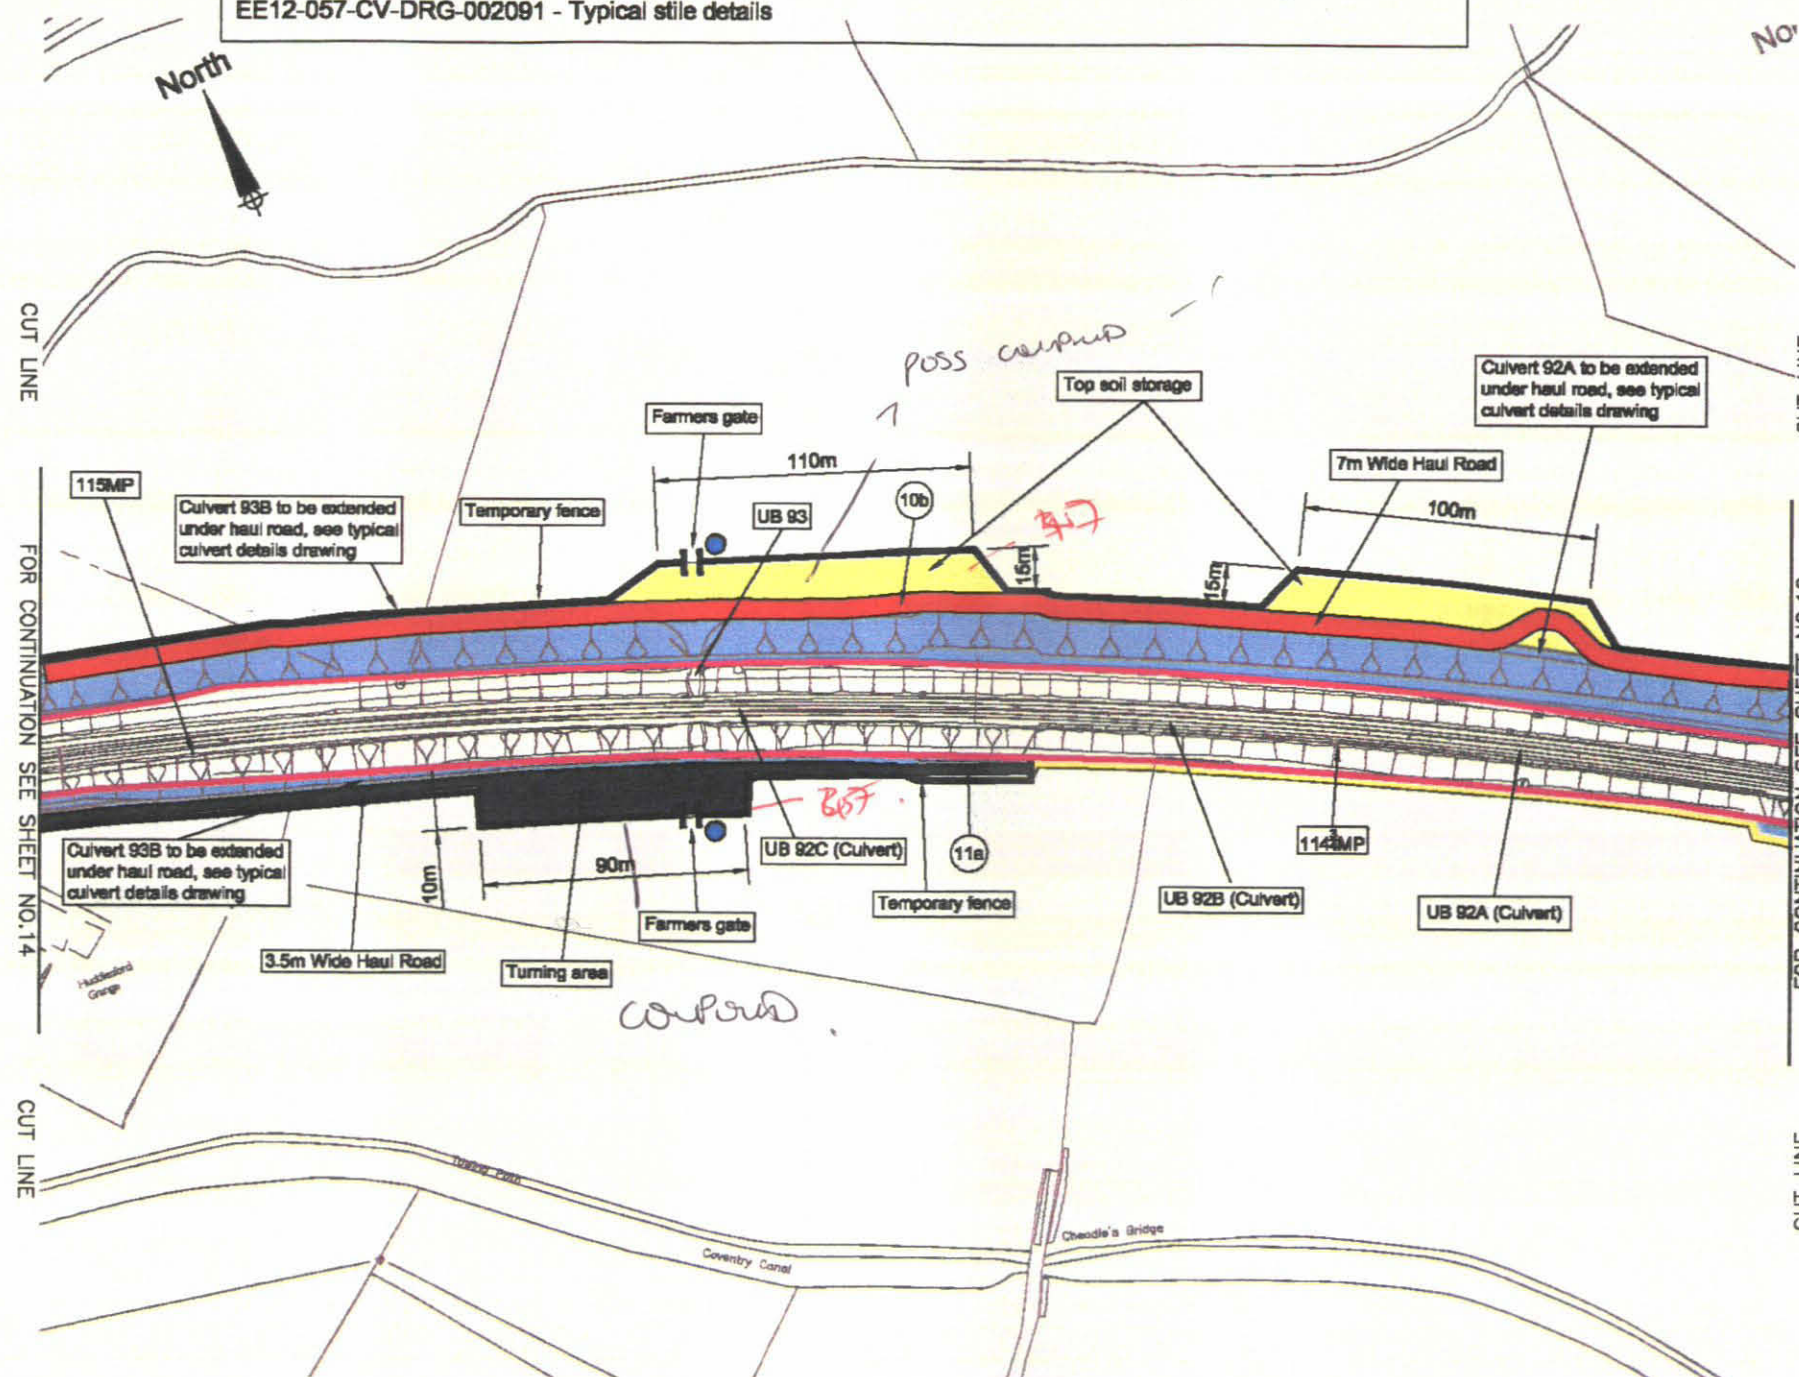 EE12-057-CV-DRG-002091 - Typical stile details
North
CUT LINE
poss
Top soil storage
Culvert 92A to be extended
under haul road, see typical
culvert details drawing
Farmers gate
110m
7m Wide Haul Road
115MP
Culvert 93B to be extended
under haul road, see typical
culvert details drawing
Temporary fence
UB 93
10b
100m
15m
15m
FOR CONTINUATION SEE SHEET NO.14
Culvert 93B to be extended
under haul road, see typical
culvert details drawing
10m
90m
UB 92C (Culvert)
11a
UB 92B (Culvert)
UB 92A (Culvert)
Temporary fence
Farmers gate
3.5m Wide Haul Road
Turning area
Huddlesford
Grange
CUT LINE
Towing Path
Coventry Canal
Cheadle's Bridge